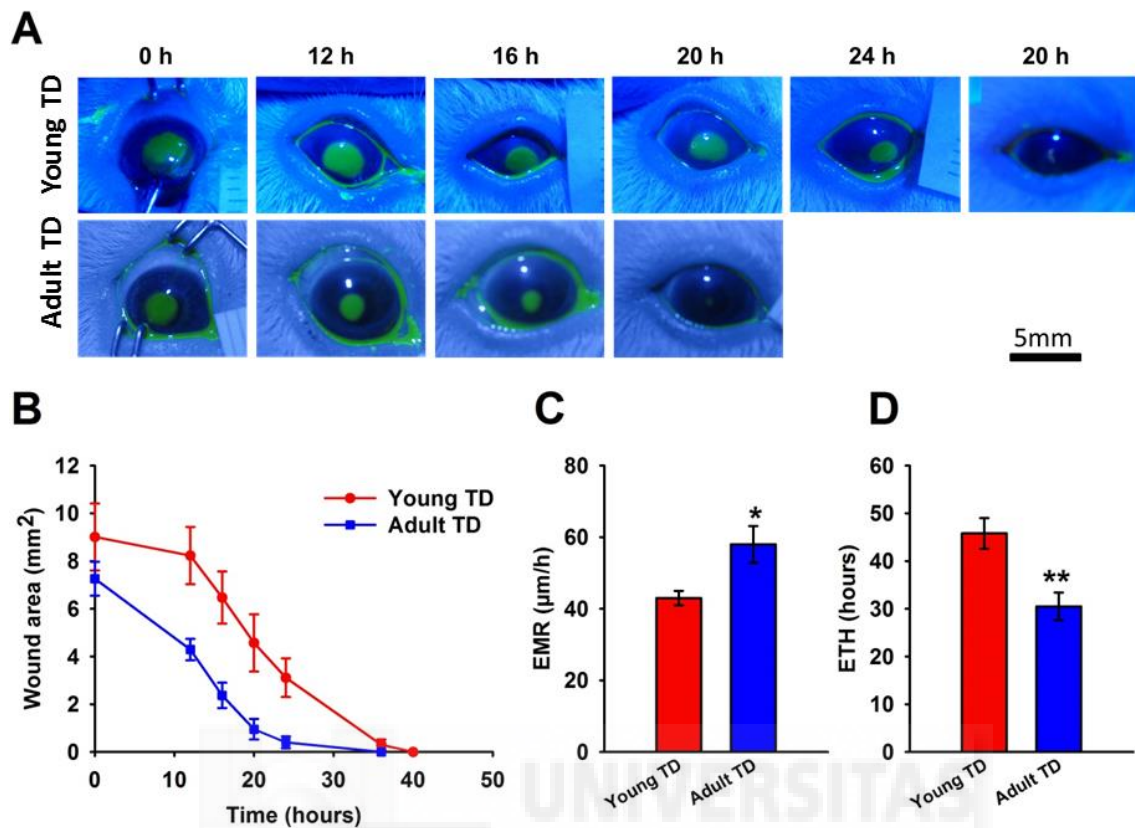 A
0 h 12 h 16 h 20 h 24 h 20 h
Young TD
Adult TD
5mm
B
12
10
8
6
4
2
0
Wound area (mm²)
0 10 20 30 40 50
Time (hours)
Young TD
Adult TD
C
80
60
40
20
0
EMR (µm/h)
*
Young TD Adult TD
D
60
50
40
30
20
10
0
ETH (hours)
**
Young TD Adult TD
UNIVERSITAS